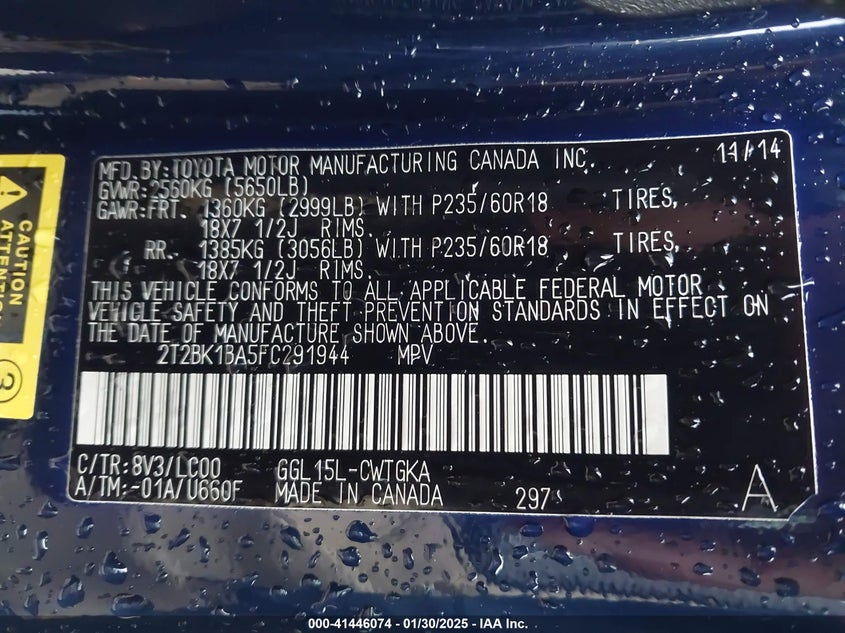 MFD.BY:TOYOTA MOTOR MANUFACTURING CANADA INC. 11/14
GVWR:2560KG (5650LB)
GAWR:FRT. 1360KG (2999LB) WITH P235/60R18 TIRES,
18X7 1/2J RIMS.
RR. 1385KG (3056LB) WITH P235/60R18 TIRES,
18X7 1/2J RIMS.
THIS VEHICLE CONFORMS TO ALL APPLICABLE FEDERAL MOTOR
VEHICLE SAFETY AND THEFT PREVENTION STANDARDS IN EFFECT ON
THE DATE OF MANUFACTURE SHOWN ABOVE.
2T2BK1BA5FC291944 MPV
C/TR:8V3/LC00 GGL15L-CWTGKA
A/TM:-01A/U660F MADE IN CANADA 297 A
CAUTION
ATTENTION
3
000-41446074 - 01/30/2025 - IAA Inc.